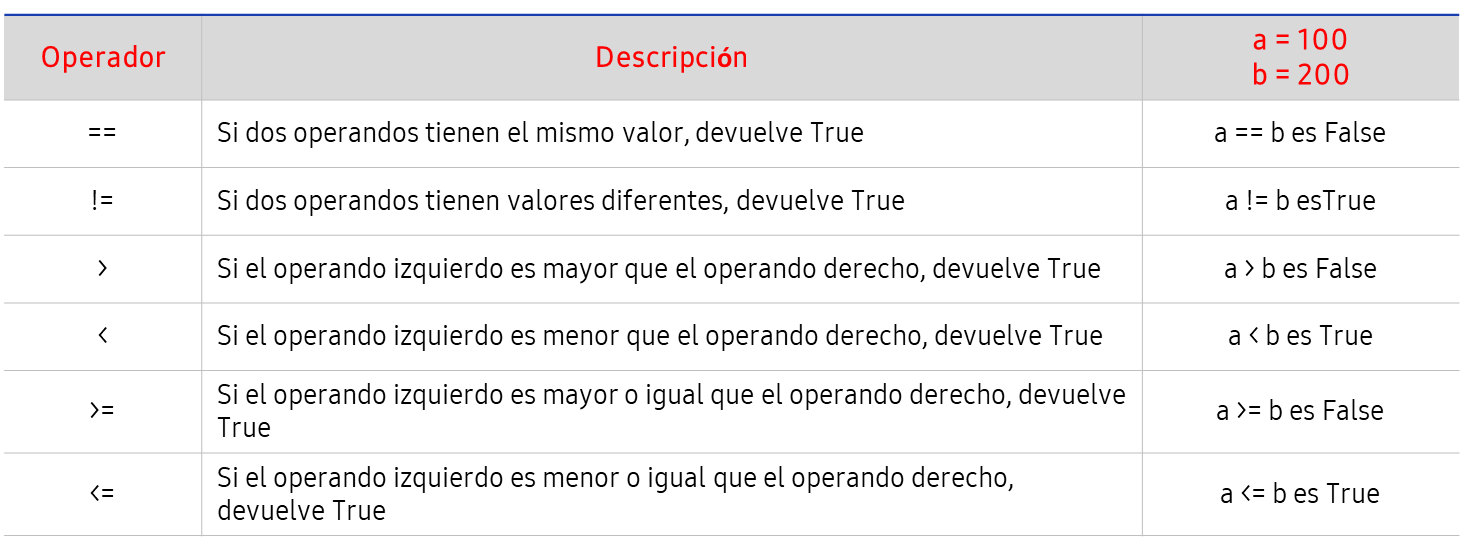 Operador Descripción a = 100
b = 200
== Si dos operandos tienen el mismo valor, devuelve True a == b es False
!= Si dos operandos tienen valores diferentes, devuelve True a != b esTrue
> Si el operando izquierdo es mayor que el operando derecho, devuelve True a > b es False
< Si el operando izquierdo es menor que el operando derecho, devuelve True a < b es True
>= Si el operando izquierdo es mayor o igual que el operando derecho, devuelve
True a >= b es False
<= Si el operando izquierdo es menor o igual que el operando derecho,
devuelve True a <= b es True